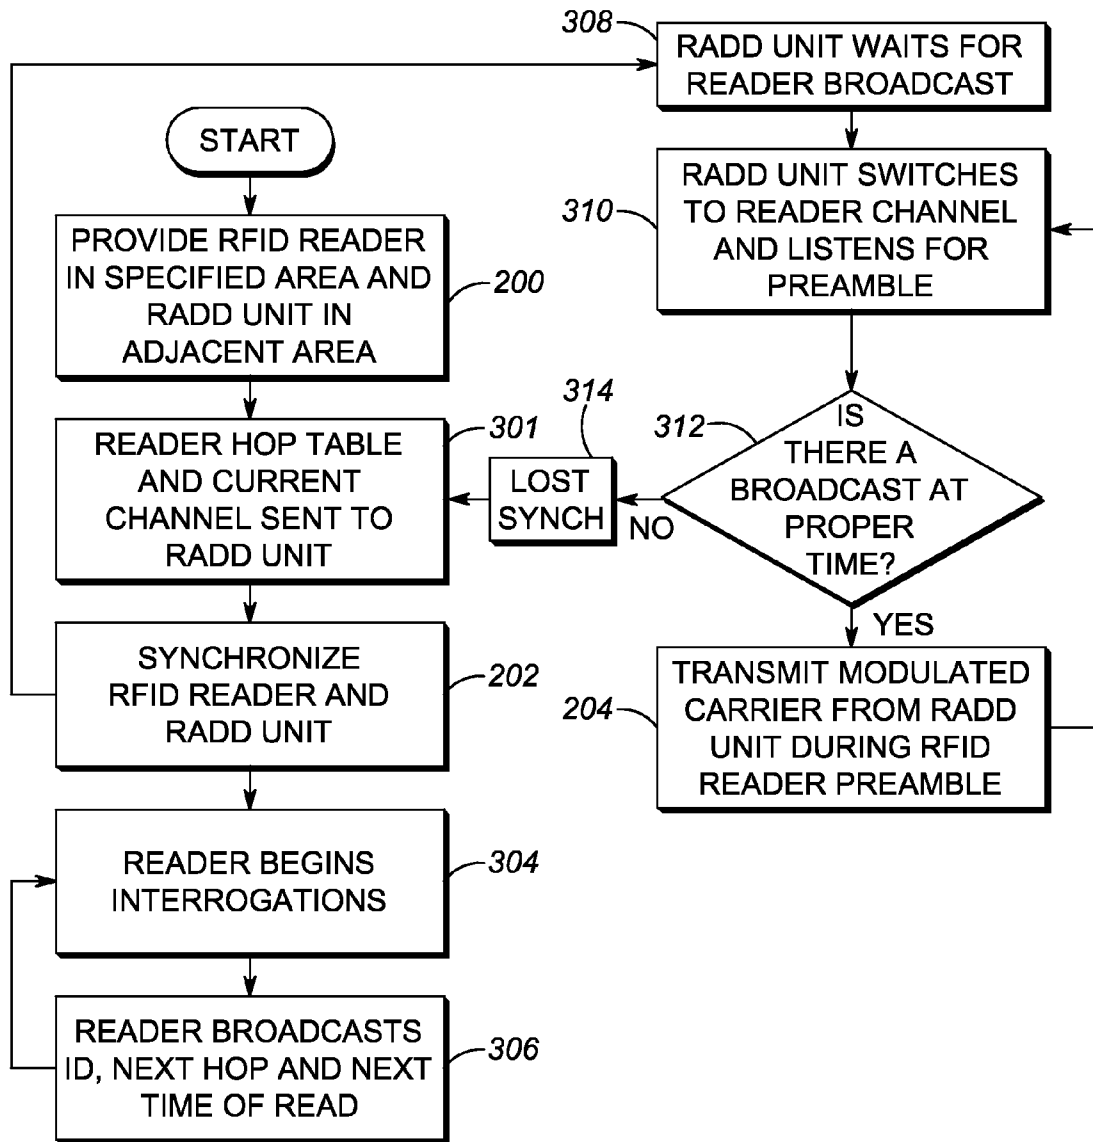 START
PROVIDE RFID READER
IN SPECIFIED AREA AND
RADD UNIT IN
ADJACENT AREA
200
READER HOP TABLE
AND CURRENT
CHANNEL SENT TO
RADD UNIT
301
SYNCHRONIZE
RFID READER AND
RADD UNIT
202
READER BEGINS
INTERROGATIONS
304
READER BROADCASTS
ID, NEXT HOP AND NEXT
TIME OF READ
306
308
RADD UNIT WAITS FOR
READER BROADCAST
310
RADD UNIT SWITCHES
TO READER CHANNEL
AND LISTENS FOR
PREAMBLE
312
IS
THERE A
BROADCAST AT
PROPER
TIME?
NO
314
LOST
SYNCH
YES
204
TRANSMIT MODULATED
CARRIER FROM RADD
UNIT DURING RFID
READER PREAMBLE